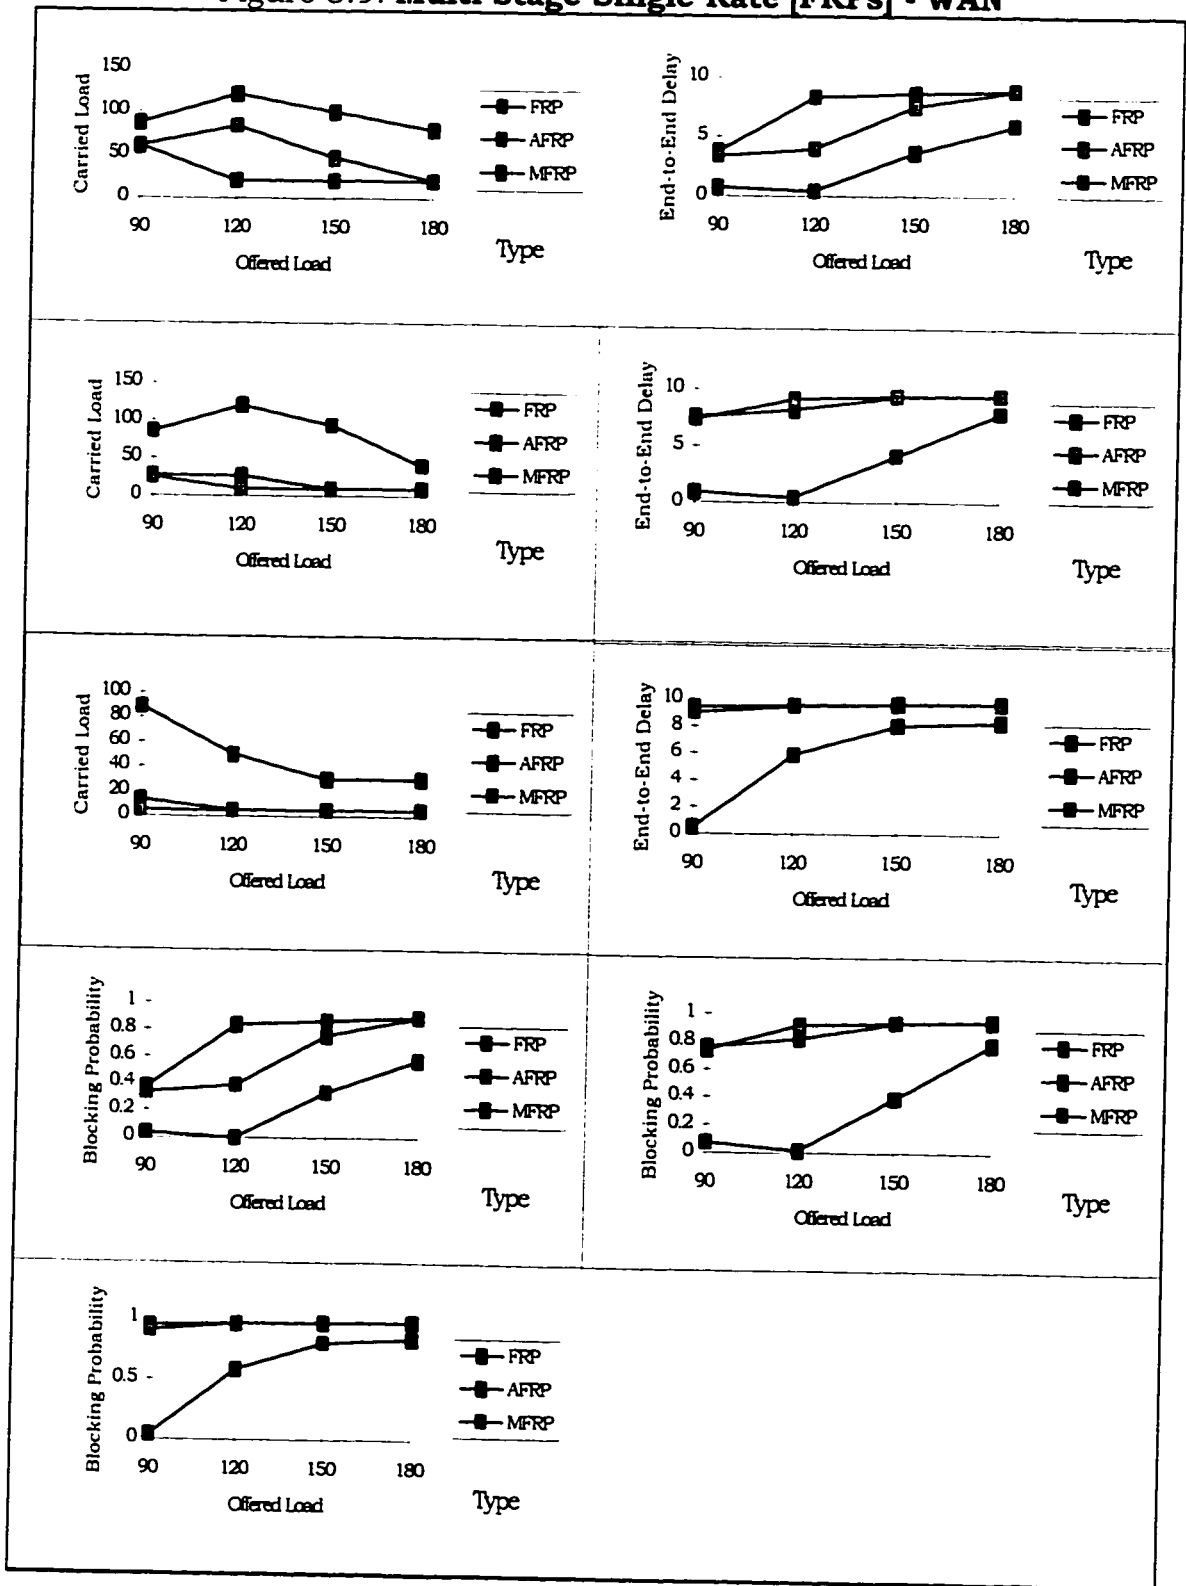 Multi-Stage Single-Rate [FRPs] - WAN
Carried Load
150
100
50
0
90 120 150 180
Offered Load
FRP
AFRP
MFRP
Type
End-to-End Delay
10
5
0
90 120 150 180
Offered Load
FRP
AFRP
MFRP
Type
Carried Load
150
100
50
0
90 120 150 180
Offered Load
FRP
AFRP
MFRP
Type
End-to-End Delay
10
5
0
90 120 150 180
Offered Load
FRP
AFRP
MFRP
Type
Carried Load
100
80
60
40
20
0
90 120 150 180
Offered Load
FRP
AFRP
MFRP
Type
End-to-End Delay
10
8
6
4
2
0
90 120 150 180
Offered Load
FRP
AFRP
MFRP
Type
Blocking Probability
1
0.8
0.6
0.4
0.2
0
90 120 150 180
Offered Load
FRP
AFRP
MFRP
Type
Blocking Probability
1
0.8
0.6
0.4
0.2
0
90 120 150 180
Offered Load
FRP
AFRP
MFRP
Type
Blocking Probability
1
0.5
0
90 120 150 180
Offered Load
FRP
AFRP
MFRP
Type